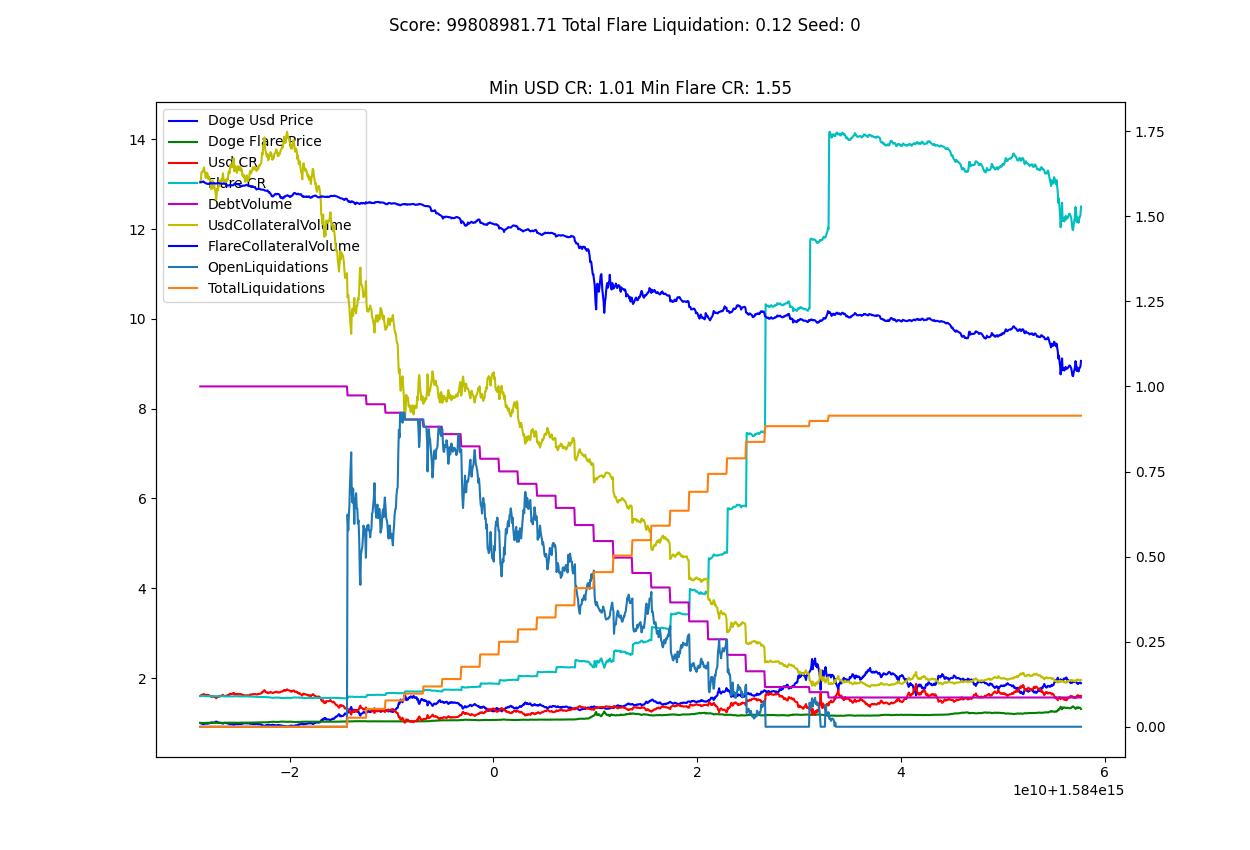 Score: 99808981.71 Total Flare Liquidation: 0.12 Seed: 0
Min USD CR: 1.01 Min Flare CR: 1.55
Doge Usd Price
Doge Flare Price
Usd CR
Flare CR
DebtVolume
UsdCollateralVolume
FlareCollateralVolume
OpenLiquidations
TotalLiquidations
14
12
10
8
6
4
2
1.75
1.50
1.25
1.00
0.75
0.50
0.25
0.00
−2
0
2
4
6
1e10+1.584e15